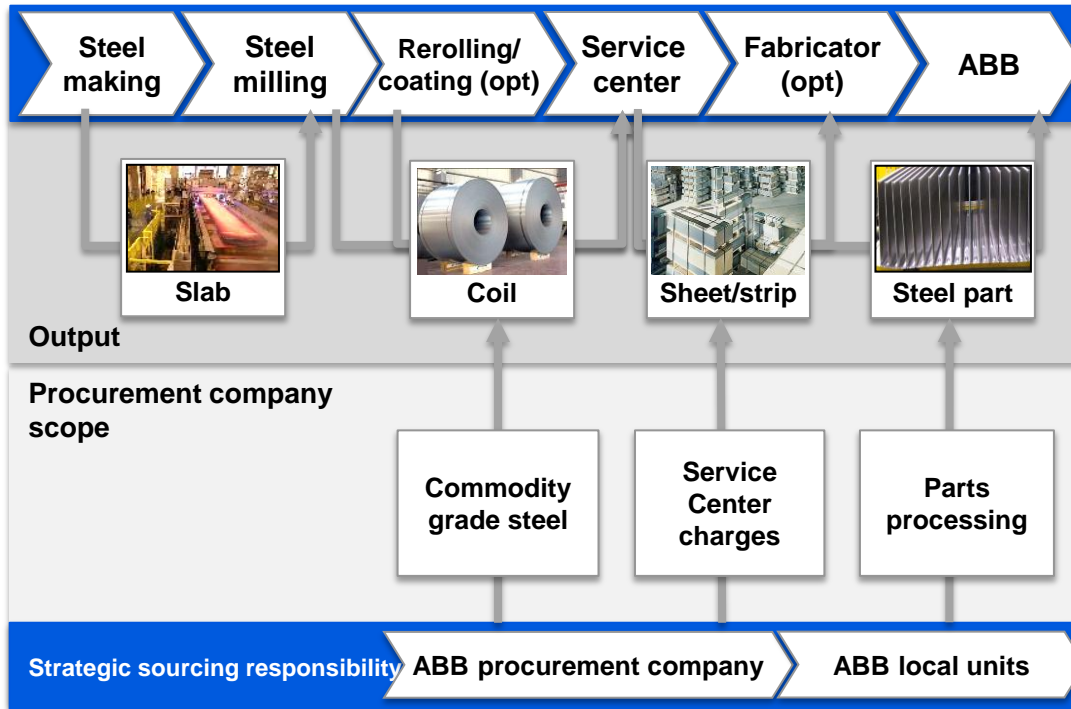 Steel
making
Steel
milling
Rerolling/
coating (opt)
Service
center
Fabricator
(opt)
ABB
Slab
Coil
Sheet/strip
Steel part
Output
Procurement company
scope
Commodity
grade steel
Service
Center
charges
Parts
processing
Strategic sourcing responsibility
ABB procurement company
ABB local units